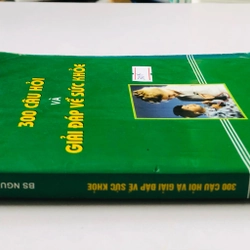 300 CÂU HỎI
VÀ
GIẢI ĐÁP VỀ SỨC KHỎE
BS NGU
300 CÂU HỎI VÀ GIẢI ĐÁP VỀ SỨC KHỎE